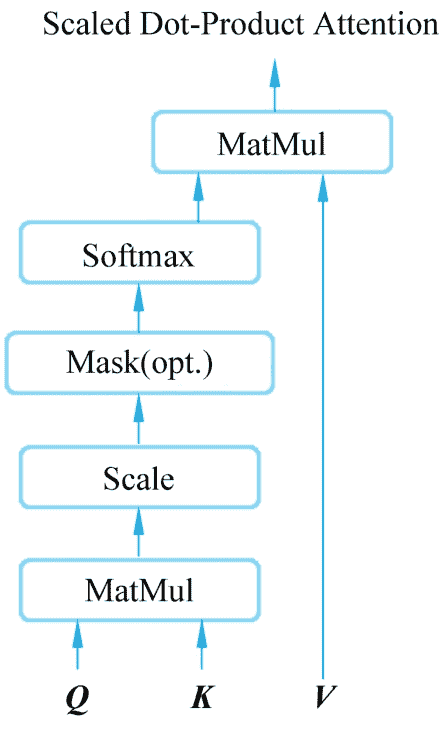 Scaled Dot-Product Attention
MatMul
Softmax
Mask(opt.)
Scale
MatMul
Q K V